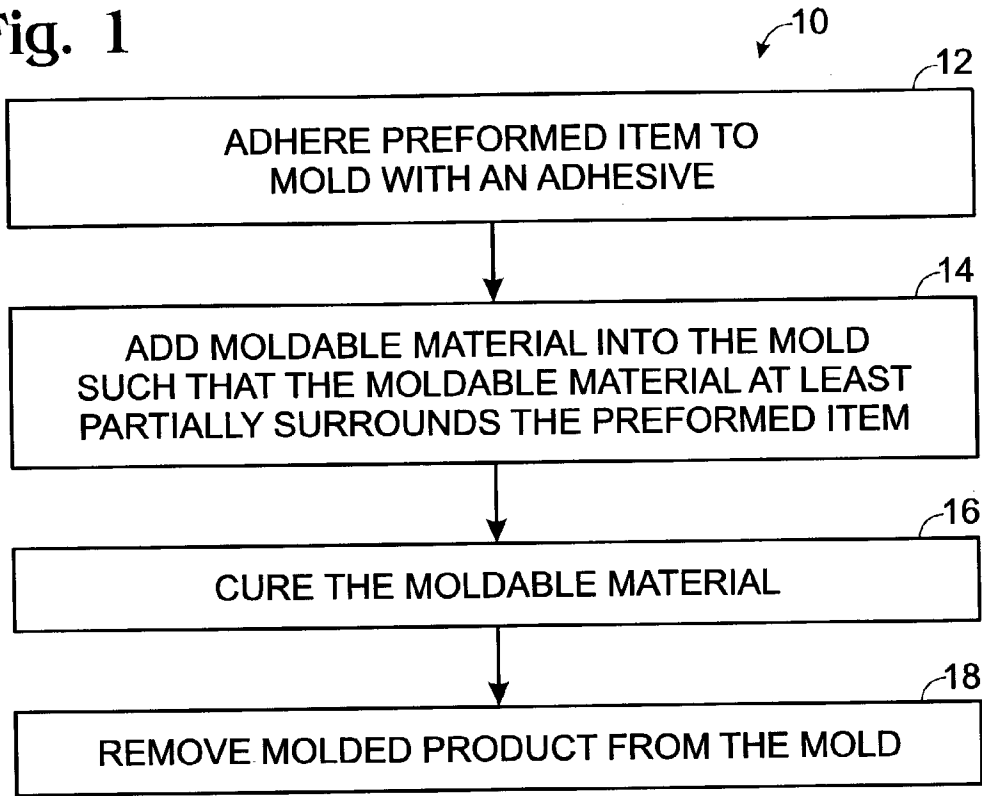 Fig. 1
10
12
ADHERE PREFORMED ITEM TO
MOLD WITH AN ADHESIVE
14
ADD MOLDABLE MATERIAL INTO THE MOLD
SUCH THAT THE MOLDABLE MATERIAL AT LEAST
PARTIALLY SURROUNDS THE PREFORMED ITEM
16
CURE THE MOLDABLE MATERIAL
18
REMOVE MOLDED PRODUCT FROM THE MOLD